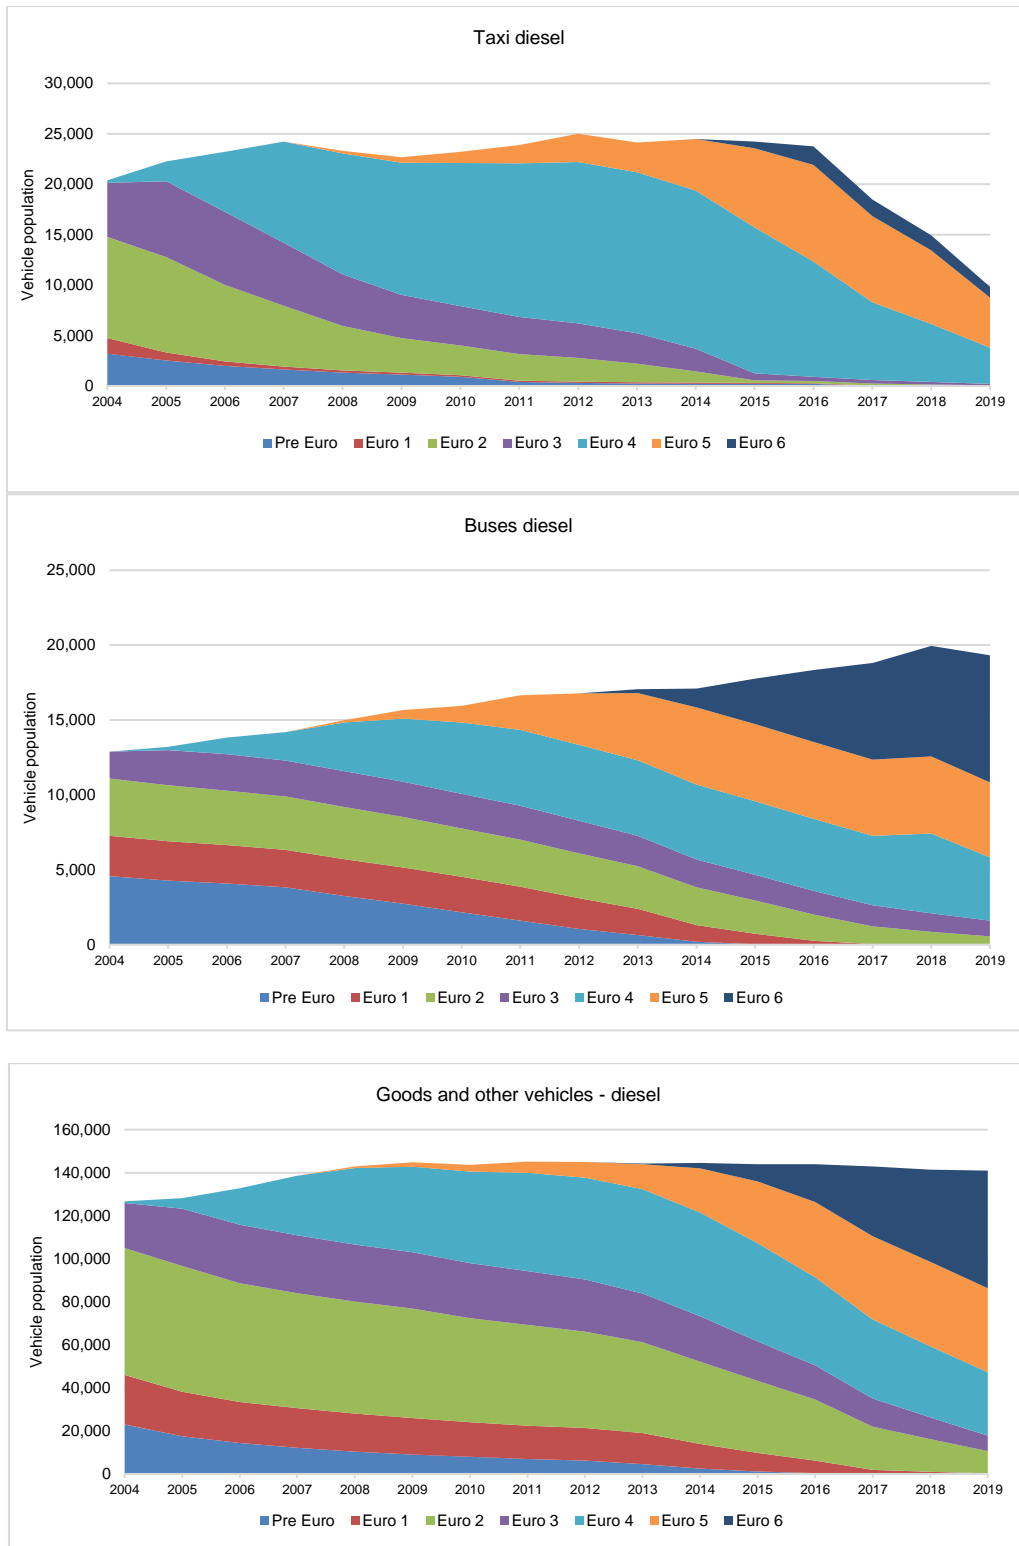 Taxi diesel
30,000
25,000
20,000
15,000
10,000
5,000
0
Vehicle population
2004 2005 2006 2007 2008 2009 2010 2011 2012 2013 2014 2015 2016 2017 2018 2019
Pre Euro Euro 1 Euro 2 Euro 3 Euro 4 Euro 5 Euro 6
Buses diesel
25,000
20,000
15,000
10,000
5,000
0
Vehicle population
2004 2005 2006 2007 2008 2009 2010 2011 2012 2013 2014 2015 2016 2017 2018 2019
Pre Euro Euro 1 Euro 2 Euro 3 Euro 4 Euro 5 Euro 6
Goods and other vehicles - diesel
160,000
140,000
120,000
100,000
80,000
60,000
40,000
20,000
0
Vehicle population
2004 2005 2006 2007 2008 2009 2010 2011 2012 2013 2014 2015 2016 2017 2018 2019
Pre Euro Euro 1 Euro 2 Euro 3 Euro 4 Euro 5 Euro 6